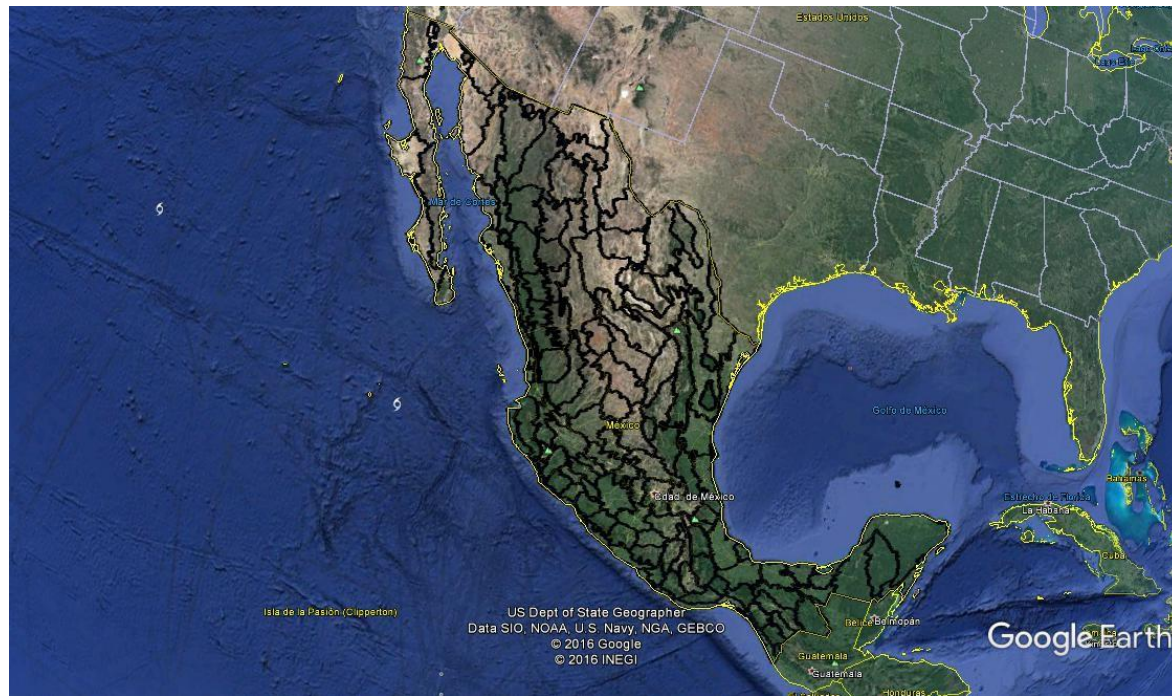 Estados Unidos
Mar de Cortés
Golfo de México
México
Cdad. de México
Bahamas
Estrecho de Florida
La Habana
Cuba
Isla de la Pasión (Clipperton)
US Dept of State Geographer
Data SIO, NOAA, U.S. Navy, NGA, GEBCO
© 2016 Google
© 2016 INEGI
Belice
Belmopán
Google Earth
Guatemala
Guatemala
Honduras